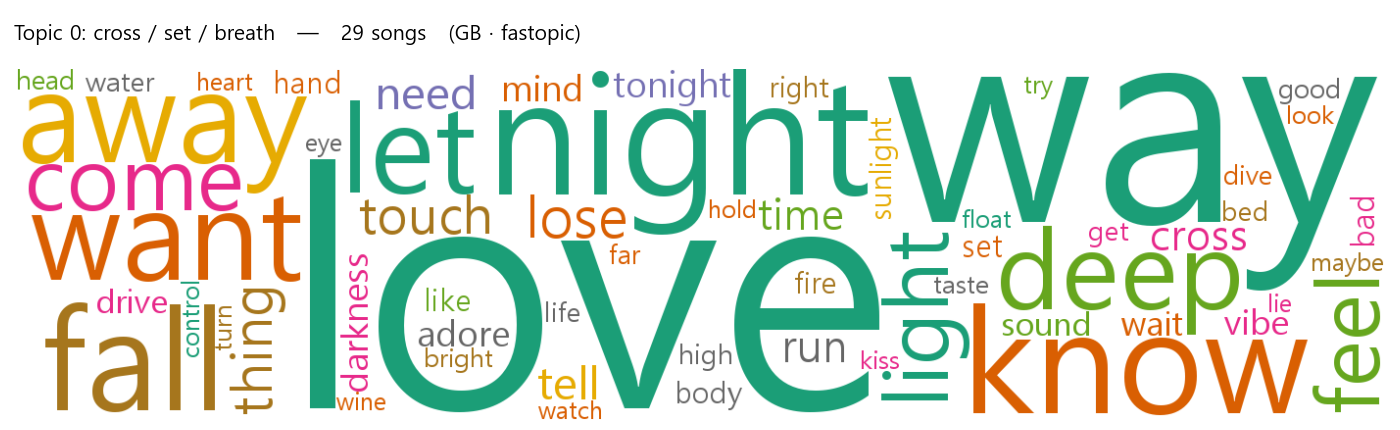 Topic 0: cross / set / breath — 29 songs (GB · fastopic)
head water heart hand need mind tonight right try good
away let night way look
eye sunlight dive
come touch lose hold time float bed bad
want far set get cross
love light deep maybe
drive control turn thing darkness like life fire taste lie feel
fall adore bright high run kiss sound wait vibe
body know
wine tell
watch